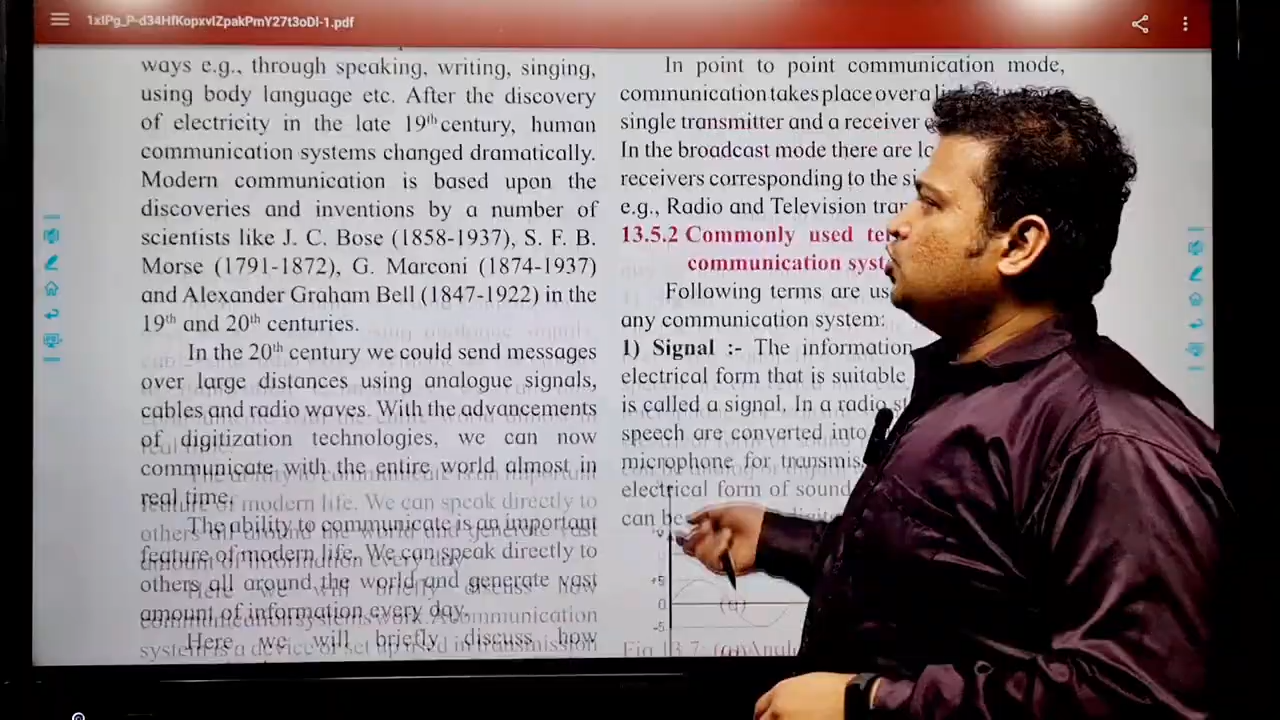 1xIPg_P-d34HfKopxvIZpakPmY27t3oDl-1.pdf
ways e.g., through speaking, writing, singing,
using body language etc. After the discovery
of electricity in the late 19th century, human
communication systems changed dramatically.
Modern communication is based upon the
discoveries and inventions by a number of
scientists like J. C. Bose (1858-1937), S. F. B.
Morse (1791-1872), G. Marconi (1874-1937)
and Alexander Graham Bell (1847-1922) in the
19th and 20th centuries.
In the 20th century we could send messages
over large distances using analogue signals,
cables and radio waves. With the advancements
of digitization technologies, we can now
communicate with the entire world almost in
real time.
The ability to communicate is an important
feature of modern life. We can speak directly to
others all around the world and generate vast
amount of information every day.
Here we will briefly discuss how
In point to point communication mode,
communication takes place over a
single transmitter and a receiver
In the broadcast mode there are
receivers corresponding to the
e.g., Radio and Television
13.5.2 Commonly used
communication
Following terms are
any communication system:
1) Signal :- The information
electrical form that is suitable
is called a signal. In a radio
speech are converted into
microphone for
electrical form of sound
can be
+5
0
-5
(a)